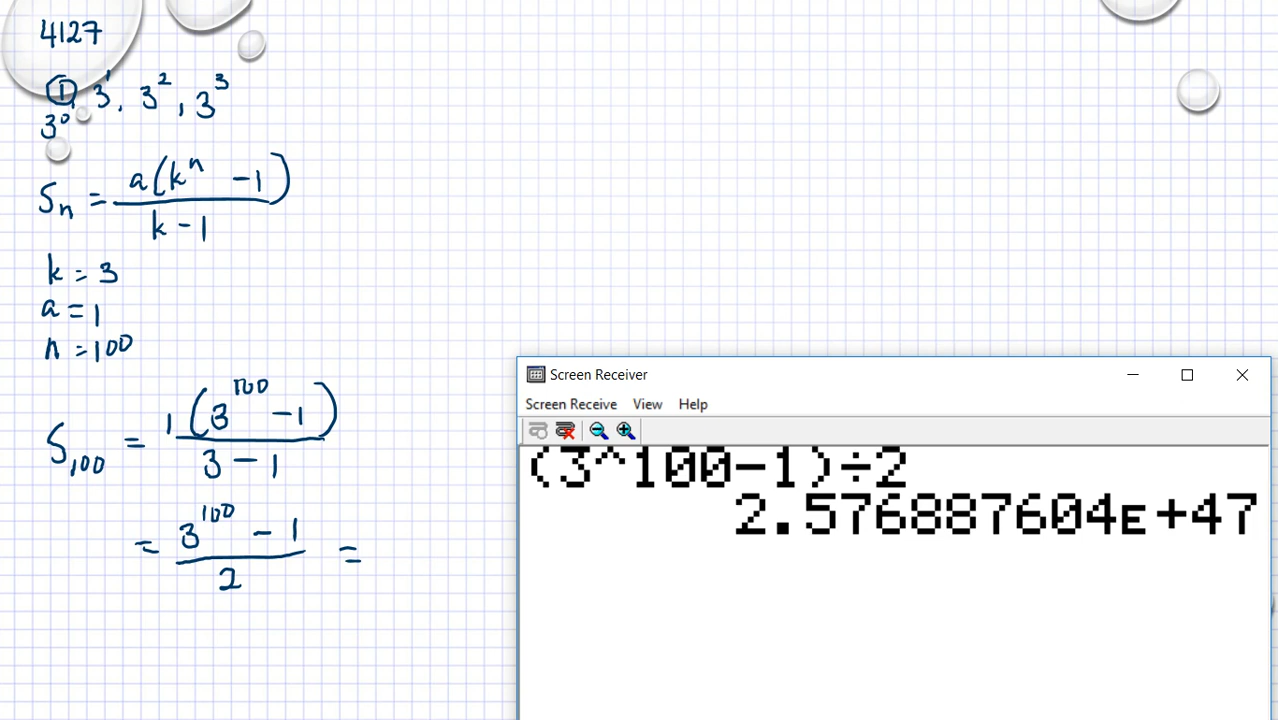 4127
1, 3¹, 3², 3³
3⁰
Sₙ = a(kⁿ - 1) / k - 1
k = 3
a = 1
n = 100
S₁₀₀ = 1(3¹⁰⁰ - 1) / 3 - 1
= 3¹⁰⁰ - 1 / 2 =
Screen Receiver
Screen Receive View Help
(3^100-1)÷2
2.576887604E+47